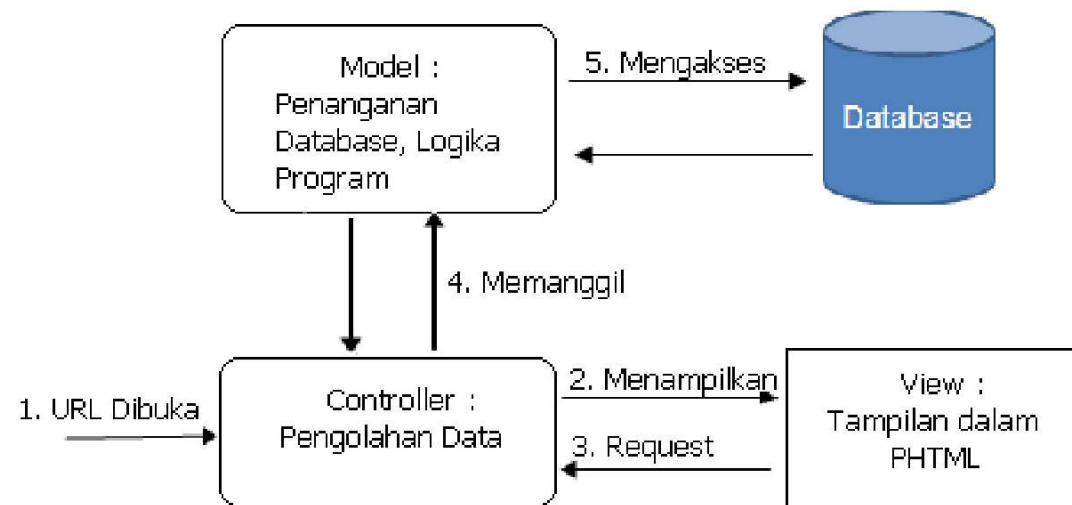 Model :
Penanganan
Database, Logika
Program
5. Mengakses
Database
4. Memanggil
1. URL Dibuka
Controller :
Pengolahan Data
2. Menampilkan
3. Request
View :
Tampilan dalam
PHTML